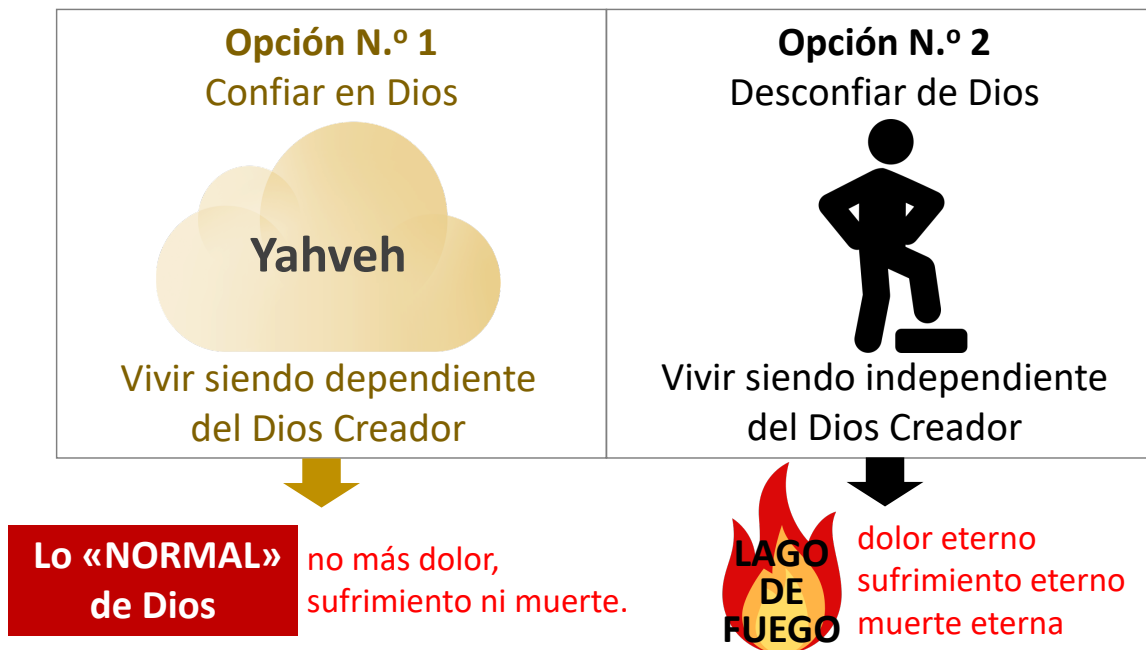 Opción N.º 1
Confiar en Dios
Yahveh
Vivir siendo dependiente
del Dios Creador
Opción N.º 2
Desconfiar de Dios
Vivir siendo independiente
del Dios Creador
Lo «NORMAL»
de Dios
no más dolor,
sufrimiento ni muerte.
LAGO
DE
FUEGO
dolor eterno
sufrimiento eterno
muerte eterna